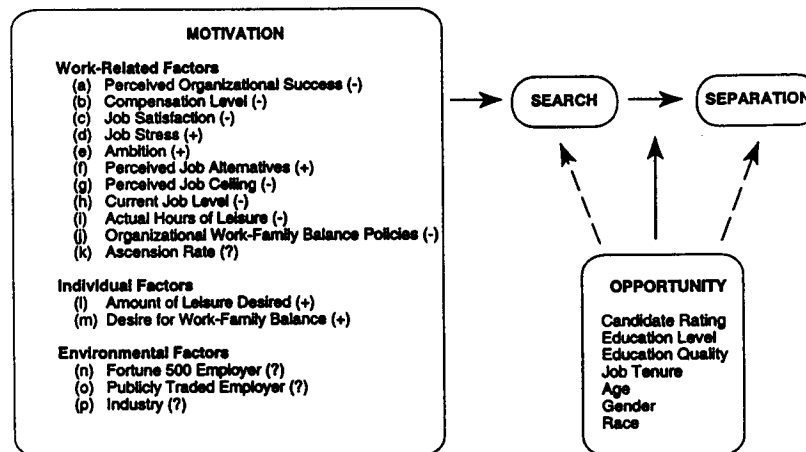 MOTIVATION
Work-Related Factors
(a) Perceived Organizational Success (-)
(b) Compensation Level (-)
(c) Job Satisfaction (-)
(d) Job Stress (+)
(e) Ambition (+)
(f) Perceived Job Alternatives (+)
(g) Perceived Job Ceiling (-)
(h) Current Job Level (-)
(i) Actual Hours of Leisure (-)
(j) Organizational Work-Family Balance Policies (-)
(k) Ascension Rate (?)
Individual Factors
(l) Amount of Leisure Desired (+)
(m) Desire for Work-Family Balance (+)
Environmental Factors
(n) Fortune 500 Employer (?)
(o) Publicly Traded Employer (?)
(p) Industry (?)
SEARCH
SEPARATION
OPPORTUNITY
Candidate Rating
Education Level
Education Quality
Job Tenure
Age
Gender
Race